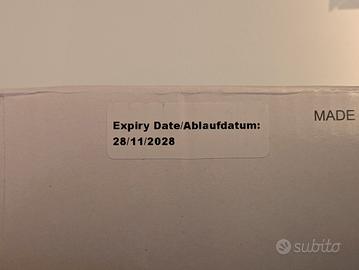 Expiry Date/Ablaufdatum:
28/11/2028
MADE
subito